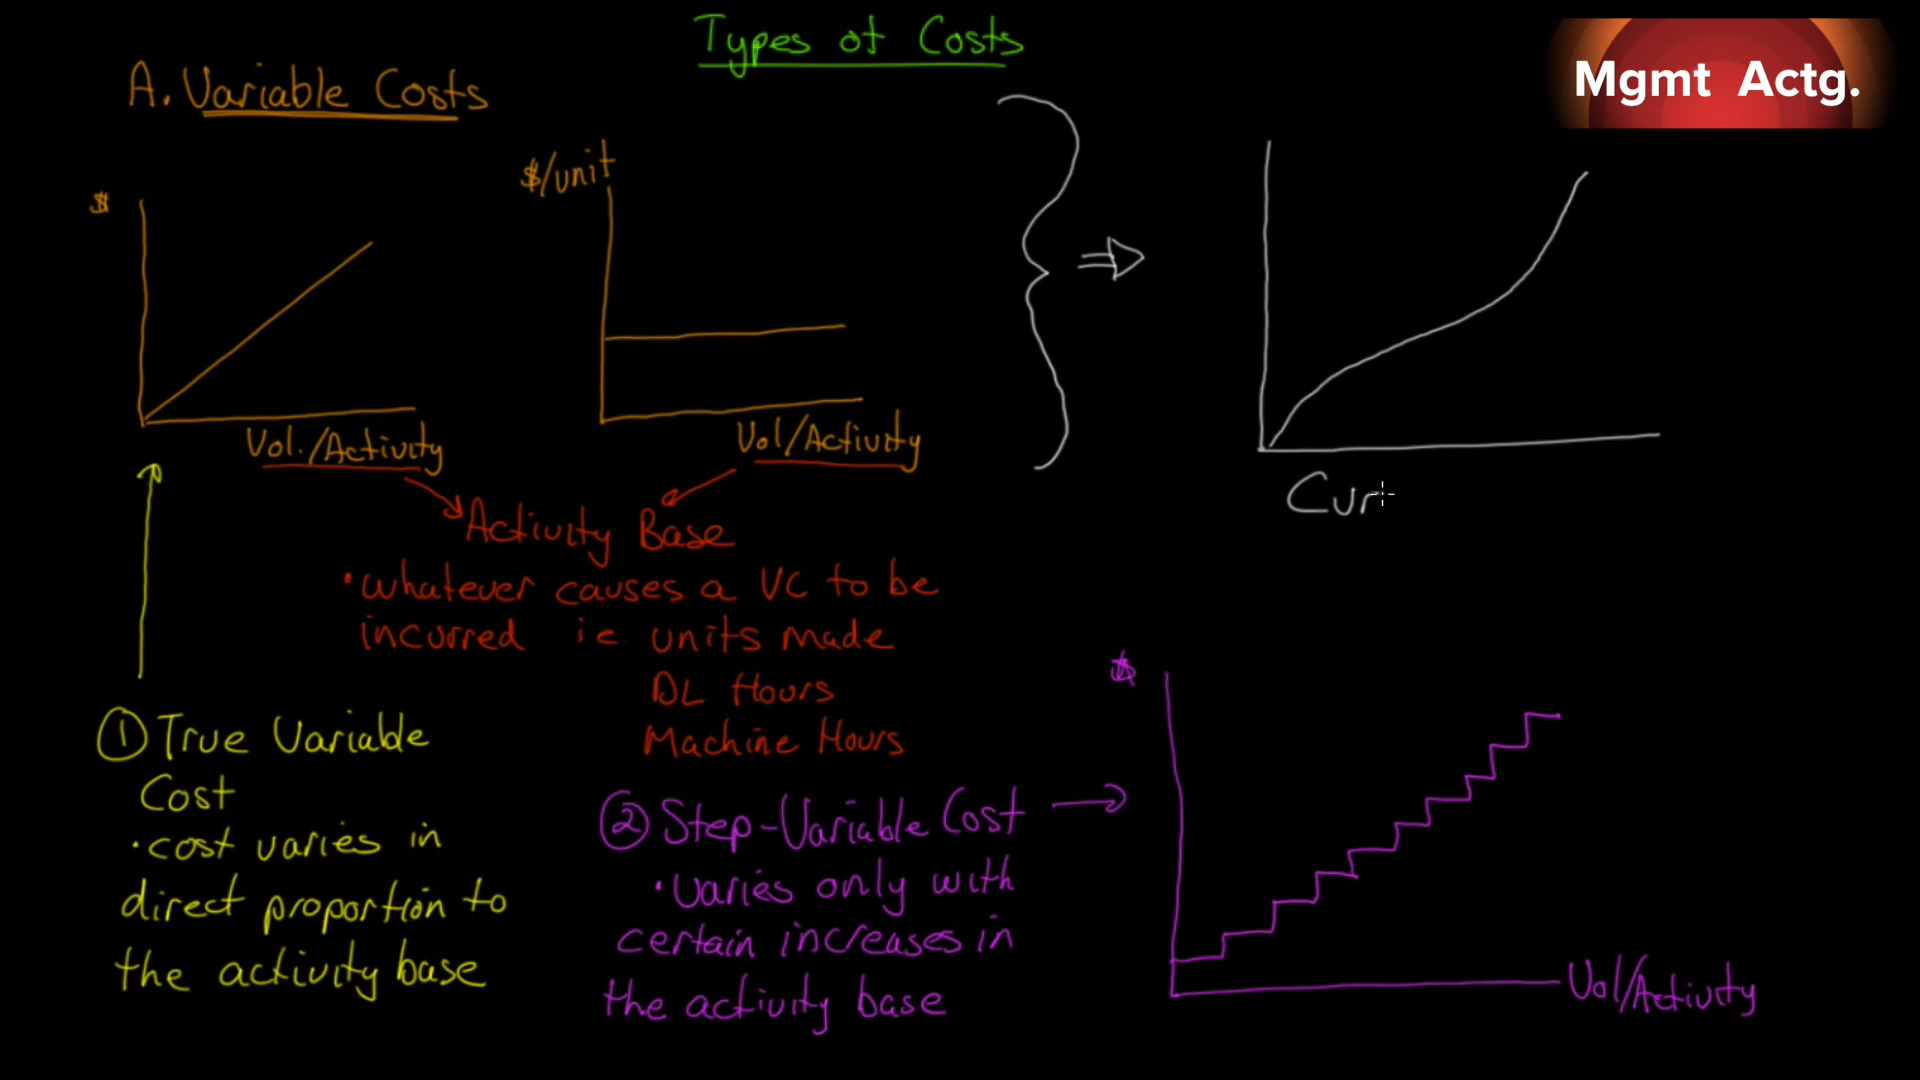 Types of Costs
Mgmt Actg.
A. Variable Costs
$
Vol./Activity
$/unit
Vol/Activity
Cur
Activity Base
• whatever causes a VC to be
incurred i.e. units made
DL Hours
Machine Hours
① True Variable
Cost
• cost varies in
direct proportion to
the activity base
② Step-Variable Cost
• varies only with
certain increases in
the activity base
$
Vol/Activity